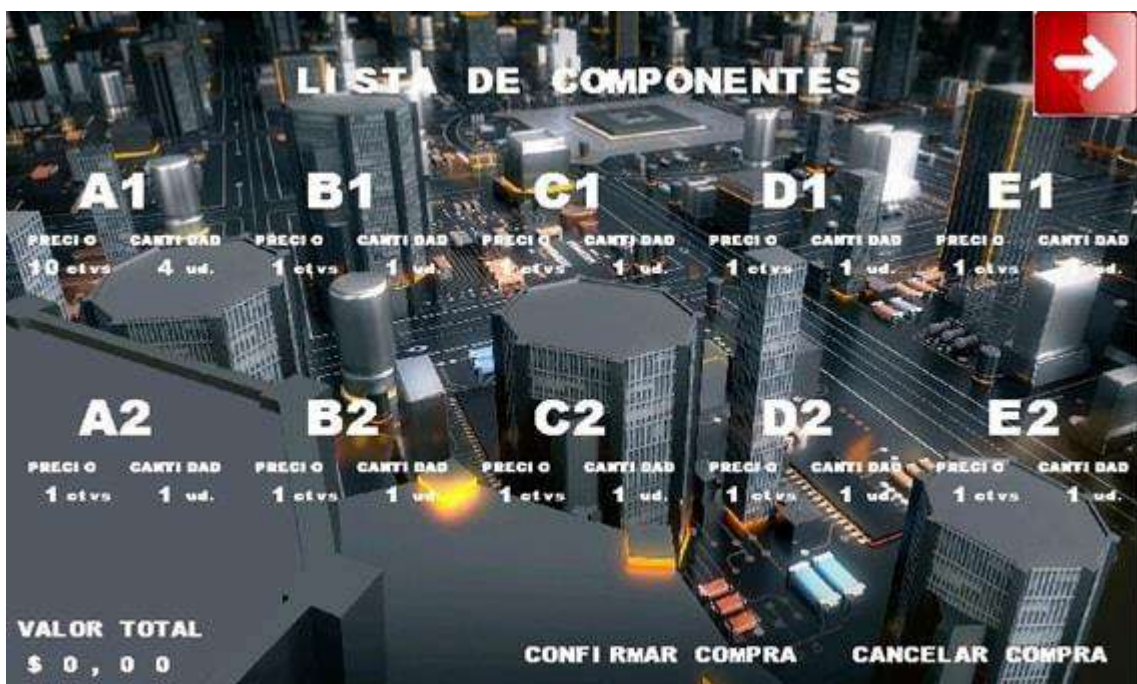 LISTA DE COMPONENTES
A1 B1 C1 D1 E1
PRECIO CANTIDAD PRECIO CANTIDAD PRECIO CANTIDAD PRECIO CANTIDAD PRECIO CANTIDAD
10 ctvs 4 ud. 1 ctvs 1 ud. 1 ctvs 1 ud. 1 ctvs 1 ud. 1 ctvs 1 ud.
A2 B2 C2 D2 E2
PRECIO CANTIDAD PRECIO CANTIDAD PRECIO CANTIDAD PRECIO CANTIDAD PRECIO CANTIDAD
1 ctvs 1 ud. 1 ctvs 1 ud. 1 ctvs 1 ud. 1 ctvs 1 ud. 1 ctvs 1 ud.
VALOR TOTAL
$ 0,00
CONFIRMAR COMPRA CANCELAR COMPRA